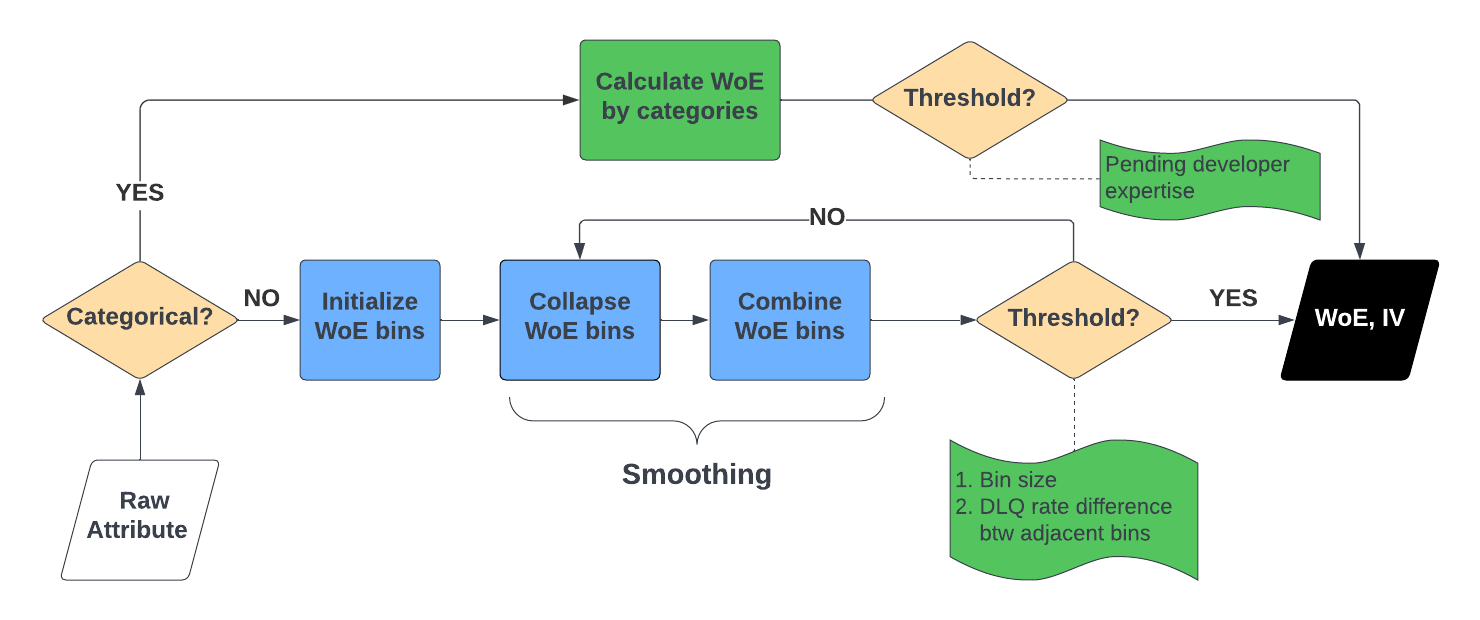 Calculate WoE
by categories
Threshold?
Pending developer
expertise
YES
NO
Categorical?
NO
Initialize
WoE bins
Collapse
WoE bins
Combine
WoE bins
Threshold?
YES
WoE, IV
Smoothing
Raw
Attribute
1. Bin size
2. DLQ rate difference
btw adjacent bins